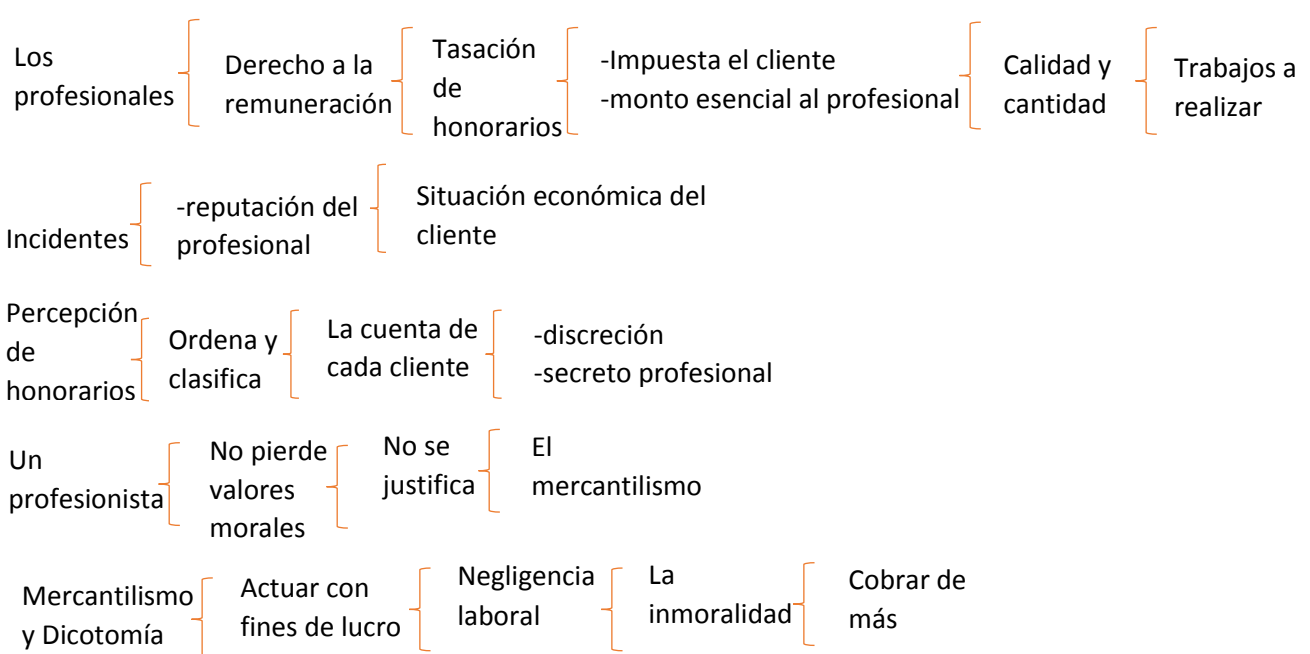 Los
profesionales
Derecho a la
remuneración
Tasación
de
honorarios
-Impuesta el cliente
-monto esencial al profesional
Calidad y
cantidad
Trabajos a
realizar
Incidentes
-reputación del
profesional
Situación económica del
cliente
Percepción
de
honorarios
Ordena y
clasifica
La cuenta de
cada cliente
-discreción
-secreto profesional
Un
profesionista
No pierde
valores
morales
No se
justifica
El
mercantilismo
Mercantilismo
y Dicotomía
Actuar con
fines de lucro
Negligencia
laboral
La
inmoralidad
Cobrar de
más